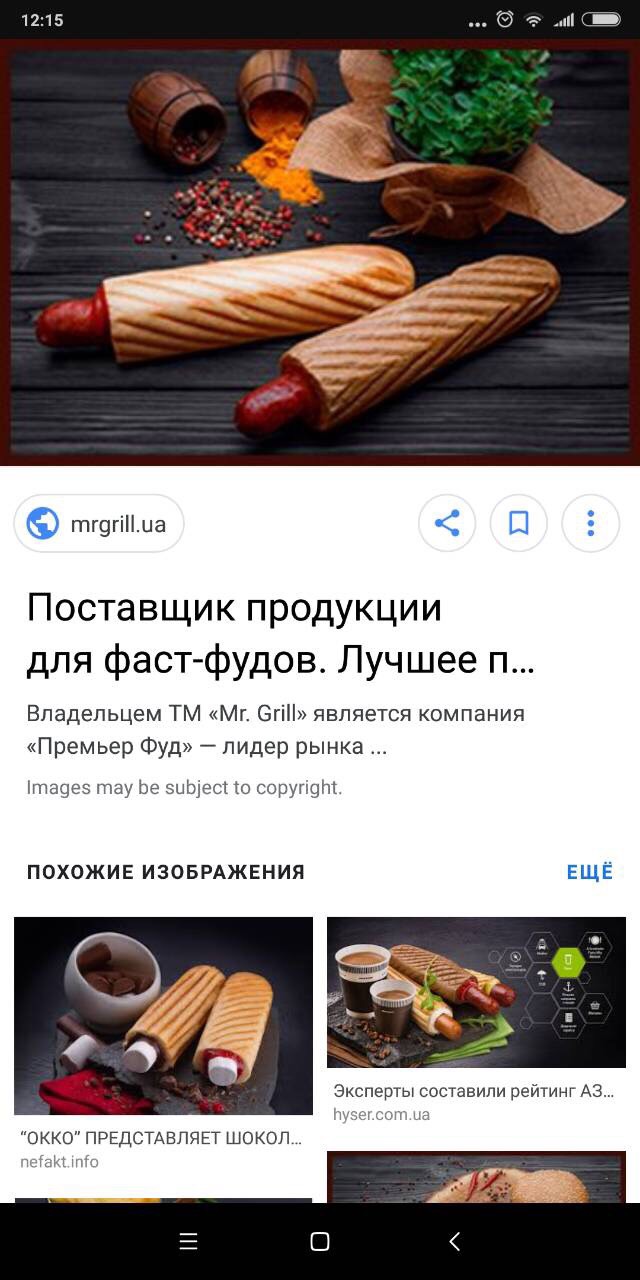 12:15
mrgrill.ua
Поставщик продукции
для фаст-фудов. Лучшее п...
Владельцем ТМ «Mr. Grill» является компания
«Премьер Фуд» — лидер рынка ...
Images may be subject to copyright.
ПОХОЖИЕ ИЗОБРАЖЕНИЯ
ЕЩЁ
“ОККО” ПРЕДСТАВЛЯЕТ ШОКОЛ...
nefakt.info
Эксперты составили рейтинг АЗ...
hyser.com.ua